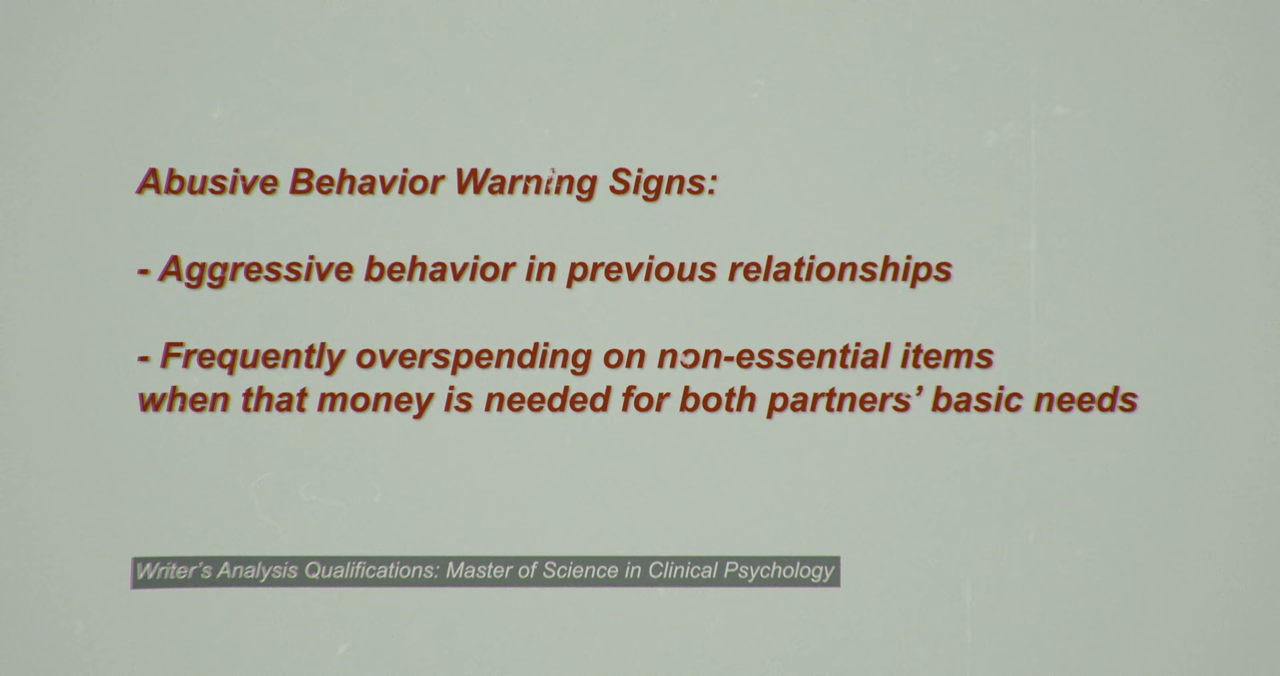 Abusive Behavior Warning Signs:
- Aggressive behavior in previous relationships
- Frequently overspending on non-essential items
when that money is needed for both partners’ basic needs
Writer’s Analysis Qualifications: Master of Science in Clinical Psychology